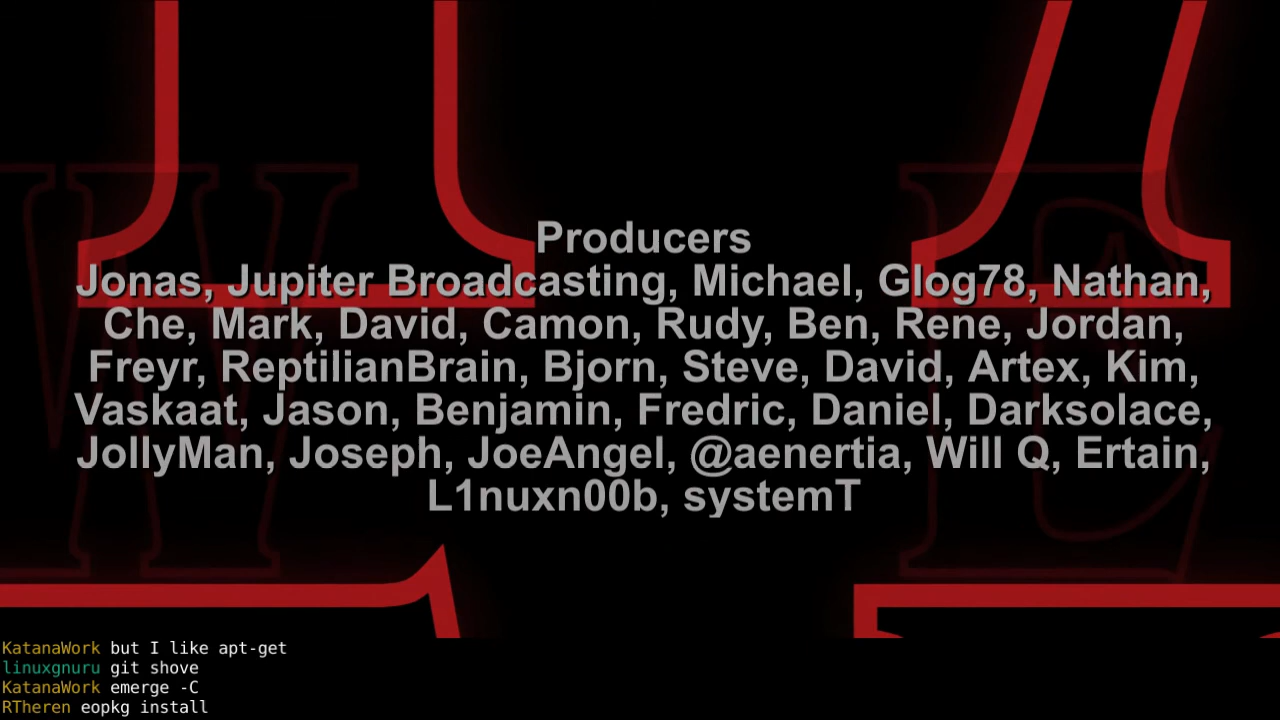 Producers
Jonas, Jupiter Broadcasting, Michael, Glog78, Nathan,
Che, Mark, David, Camon, Rudy, Ben, Rene, Jordan,
Freyr, ReptilianBrain, Bjorn, Steve, David, Artex, Kim,
Vaskaat, Jason, Benjamin, Fredric, Daniel, Darksolace,
JollyMan, Joseph, JoeAngel, @aenertia, Will Q, Ertain,
L1nuxn00b, systemT
KatanaWork but I like apt-get
linuxgnuru git shove
KatanaWork emerge -C
RTheren eopkg install